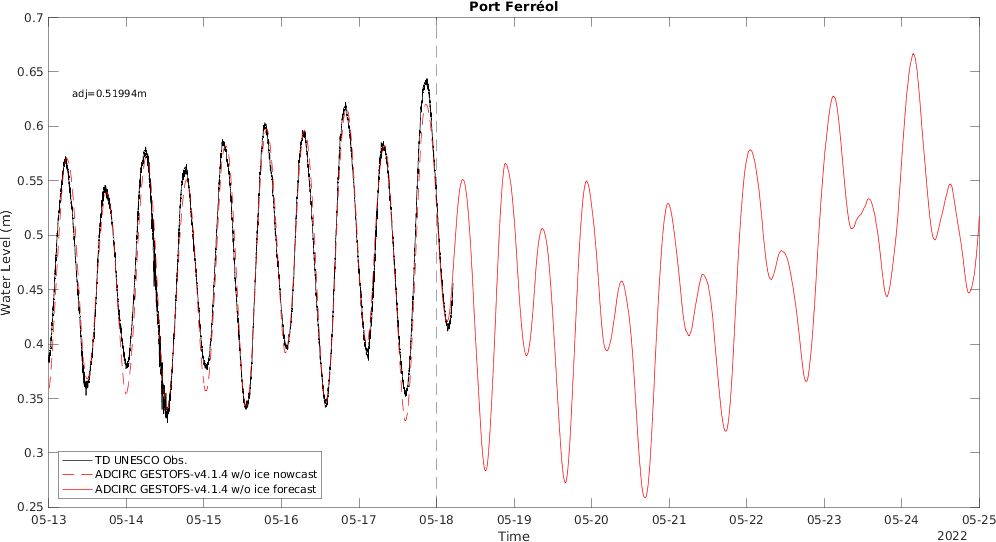 Port Ferréol
0.7
0.65
0.6
0.55
0.5
0.45
0.4
0.35
0.3
0.25
Water Level (m)
adj=0.51994m
TD UNESCO Obs.
ADCIRC GESTOFS-v4.1.4 w/o ice nowcast
ADCIRC GESTOFS-v4.1.4 w/o ice forecast
05-13 05-14 05-15 05-16 05-17 05-18 05-19 05-20 05-21 05-22 05-23 05-24 05-25
Time
2022